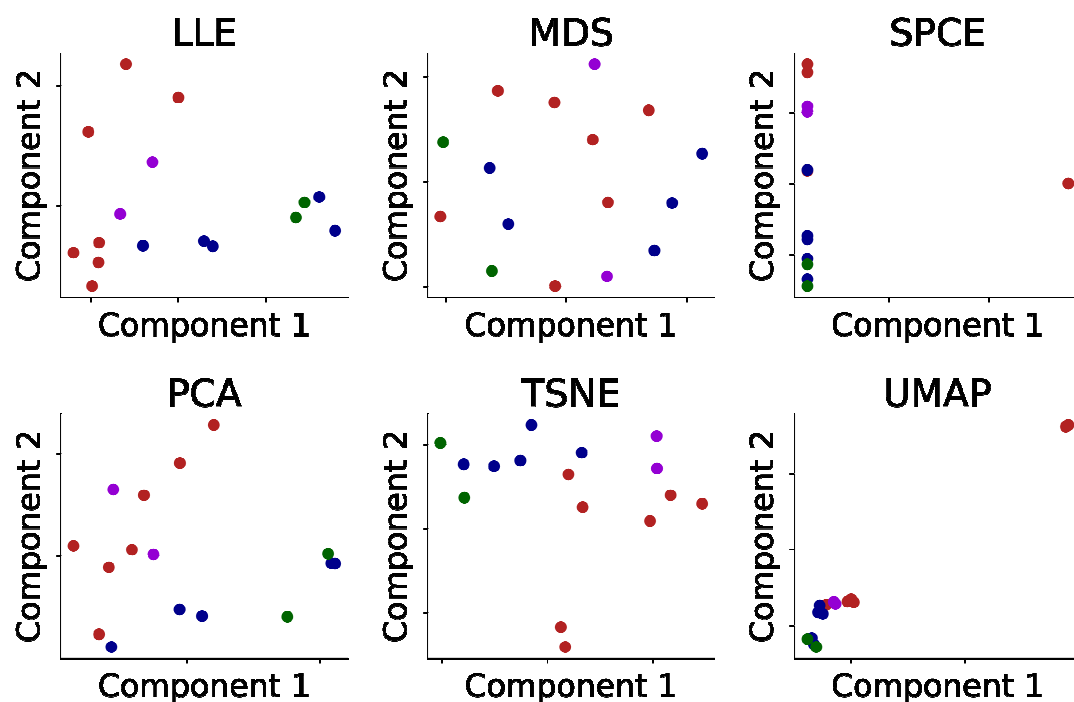 LLE
Component 2
Component 1
MDS
Component 2
Component 1
SPCE
Component 2
Component 1
PCA
Component 2
Component 1
TSNE
Component 2
Component 1
UMAP
Component 2
Component 1